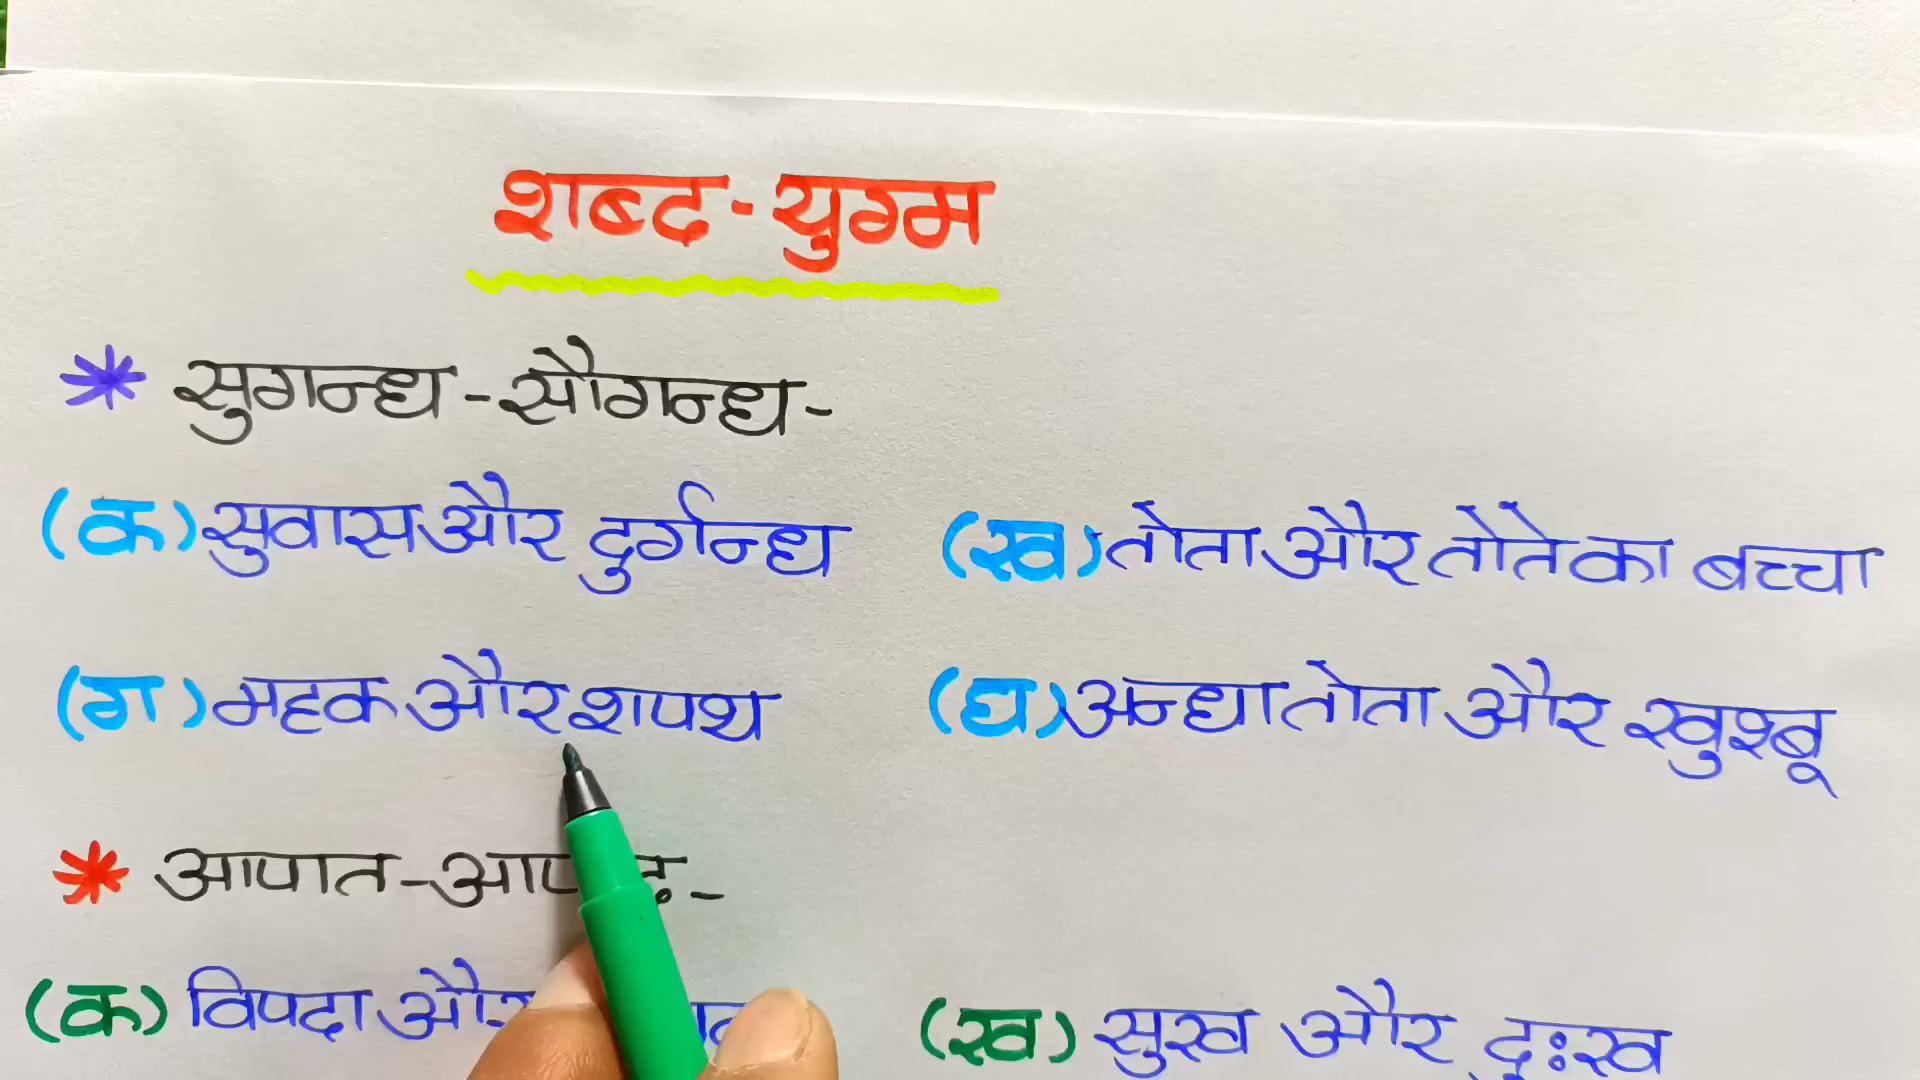 शब्द-युग्म
* सुगन्ध-सौगन्ध-
(क) सुवास और दुर्गन्ध (ख) तोता और तोते का बच्चा
(ग) महक और शपथ (घ) अन्धा तोता और खुश्बू
* आपात-
(क) विपदा (ख) सुख और दुःख